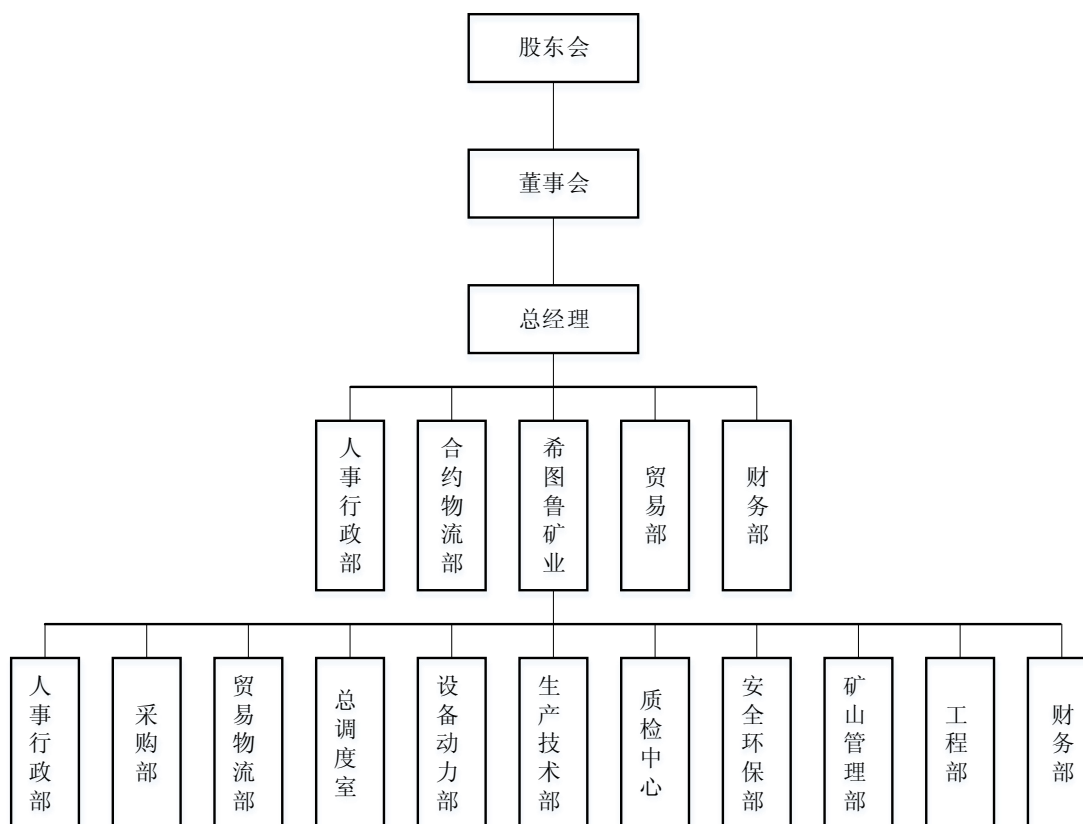 股东会
董事会
总经理
人事行政部
合约物流部
希图鲁矿业
贸易部
财务部
人事行政部
采购部
贸易物流部
总调度室
设备动力部
生产技术部
质检中心
安全环保部
矿山管理部
工程部
财务部